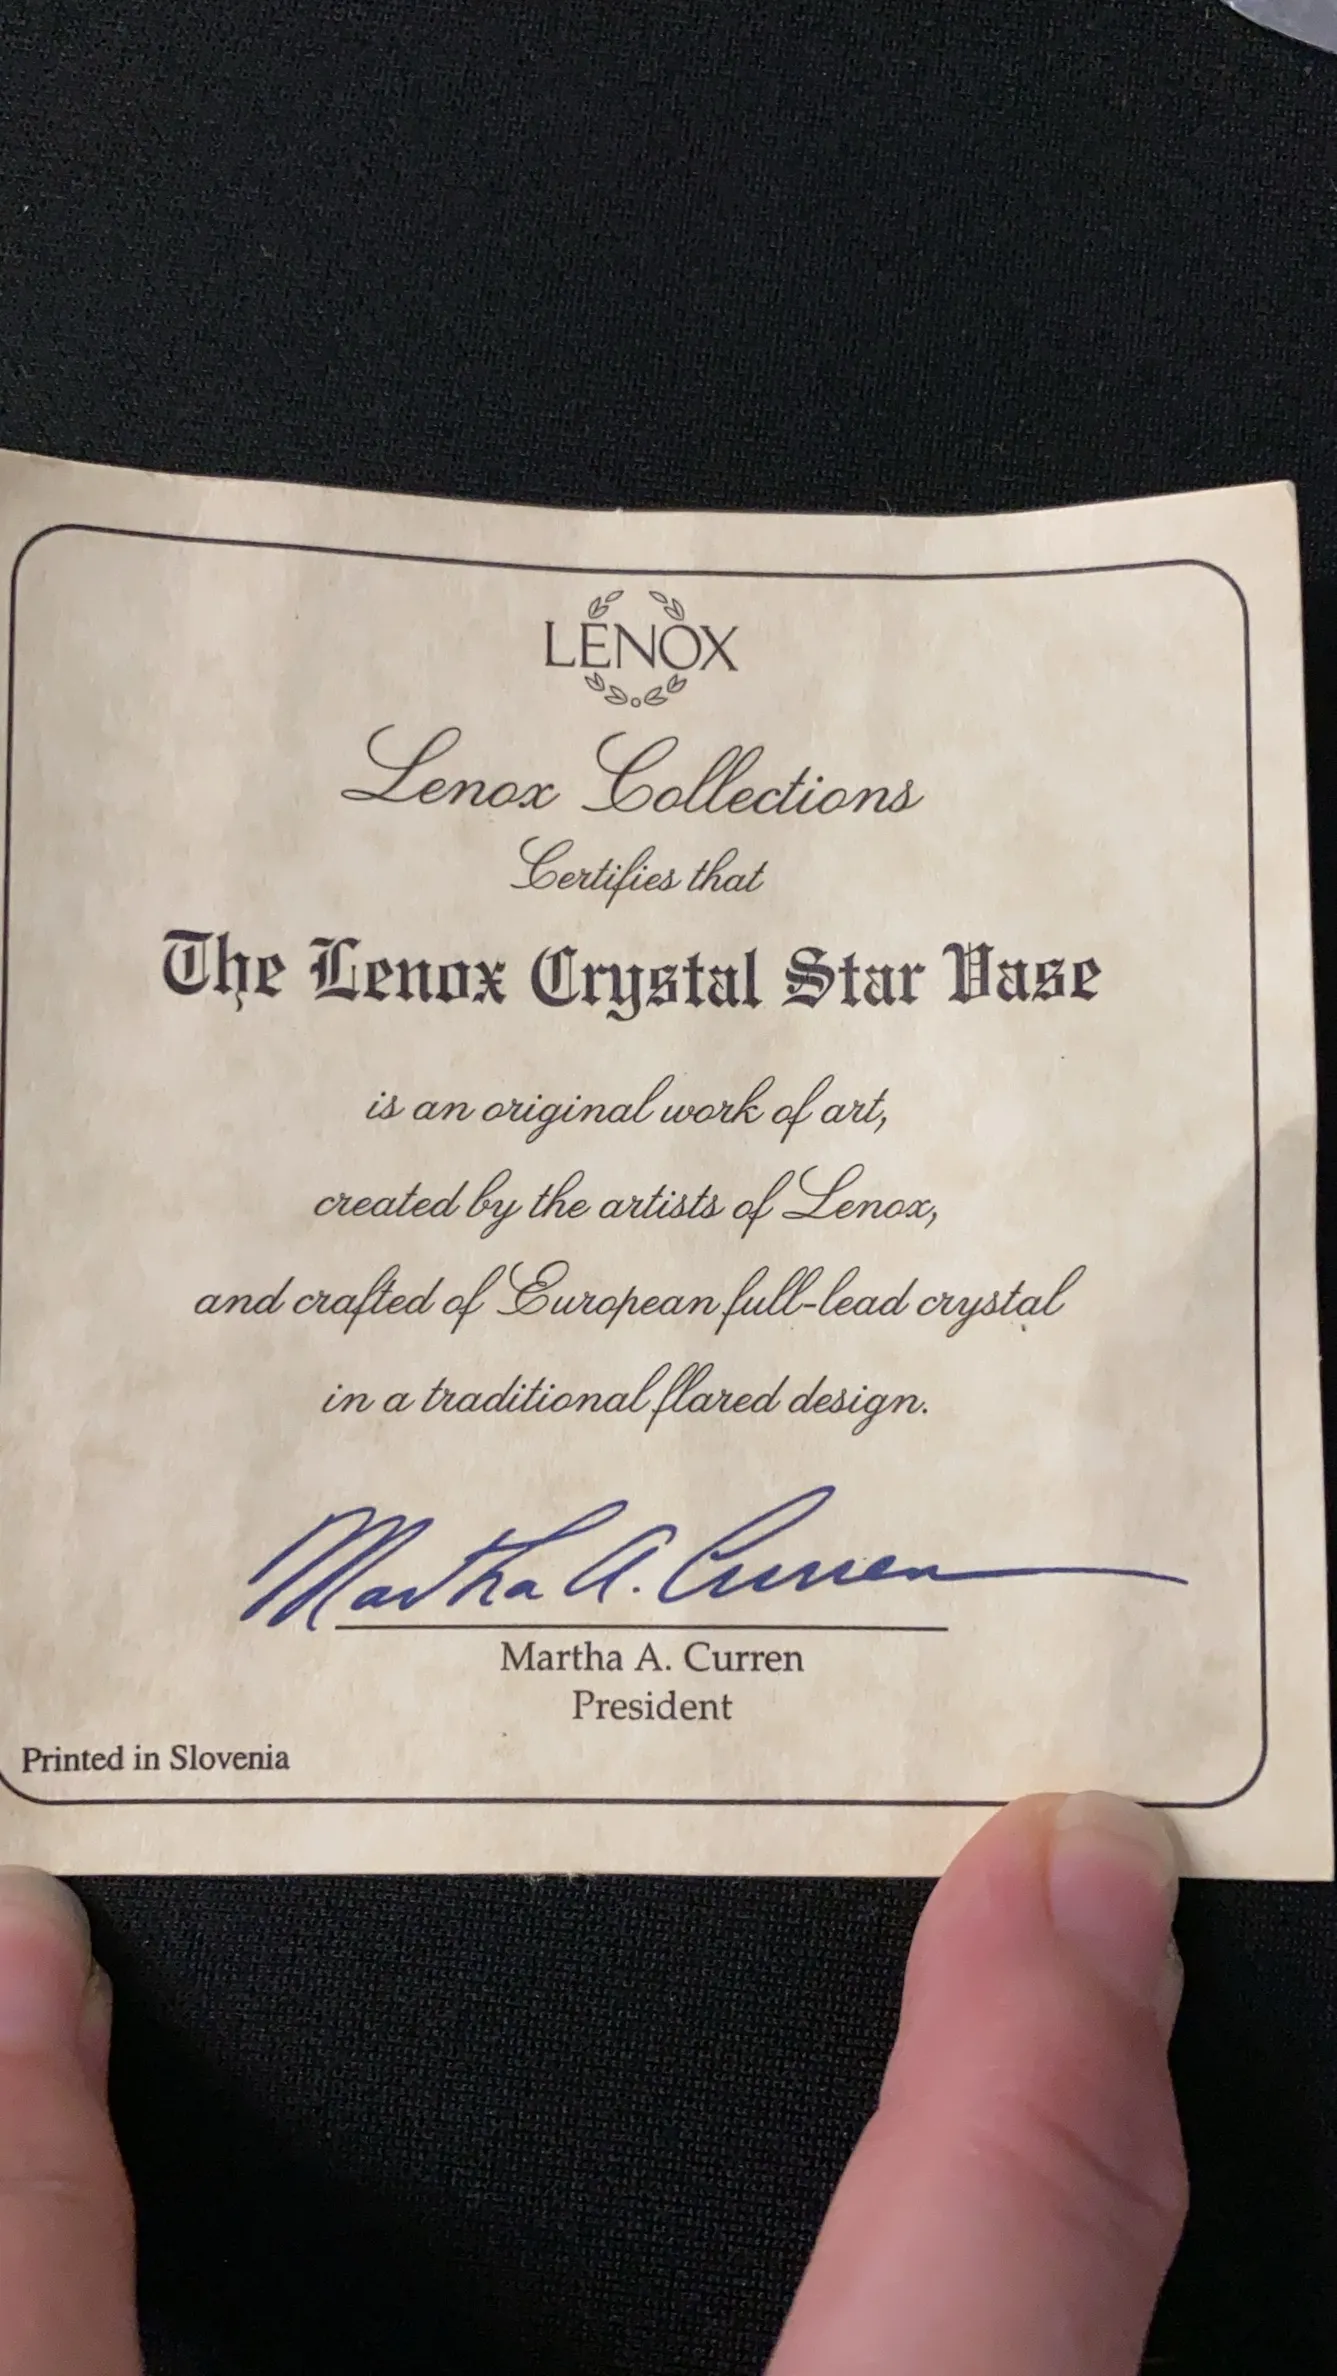 LENOX
Lenox Collections
Certifies that
The Lenox Crystal Star Vase
is an original work of art,
created by the artists of Lenox,
and crafted of European full-lead crystal
in a traditional flared design.
Martha A. Curren
Martha A. Curren
President
Printed in Slovenia